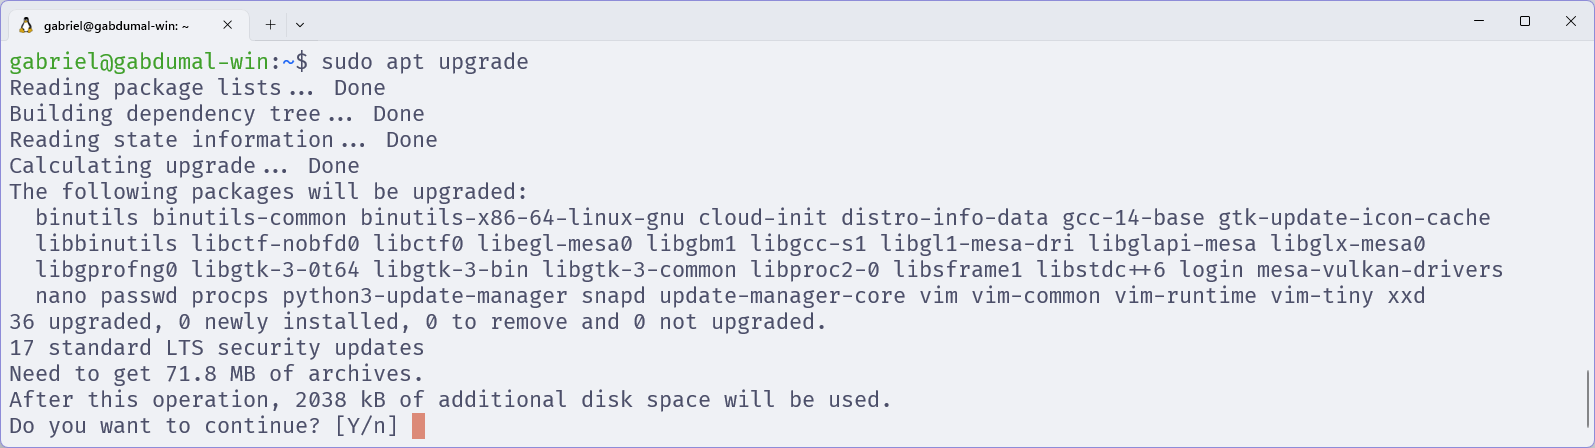 gabriel@gabdumal-win: ~
gabriel@gabdumal-win:~$ sudo apt upgrade
Reading package lists... Done
Building dependency tree... Done
Reading state information... Done
Calculating upgrade... Done
The following packages will be upgraded:
  binutils binutils-common binutils-x86-64-linux-gnu cloud-init distro-info-data gcc-14-base gtk-update-icon-cache
  libbinutils libctf-nobfd0 libctf0 libegl-mesa0 libgbm1 libgcc-s1 libgl1-mesa-dri libglapi-mesa libglx-mesa0
  libgprofng0 libgtk-3-0t64 libgtk-3-bin libgtk-3-common libproc2-0 libsframe1 libstdc++6 login mesa-vulkan-drivers
  nano passwd procps python3-update-manager snapd update-manager-core vim vim-common vim-runtime vim-tiny xxd
36 upgraded, 0 newly installed, 0 to remove and 0 not upgraded.
17 standard LTS security updates
Need to get 71.8 MB of archives.
After this operation, 2038 kB of additional disk space will be used.
Do you want to continue? [Y/n]